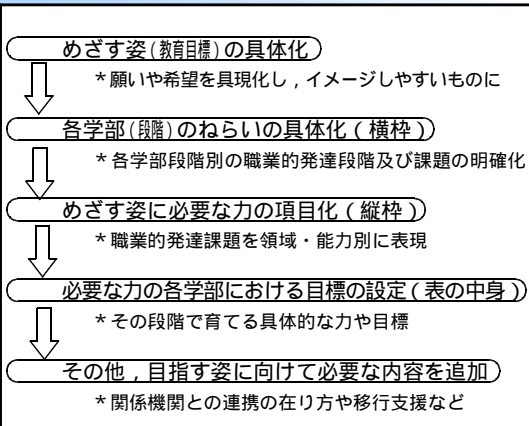 めざす姿(教育目標)の具体化
*願いや希望を具現化し,イメージしやすいものに
各学部(段階)のねらいの具体化(横枠)
*各学部段階別の職業的発達段階及び課題の明確化
めざす姿に必要な力の項目化(縦枠)
*職業的発達課題を領域・能力別に表現
必要な力の各学部における目標の設定(表の中身)
*その段階で育てる具体的な力や目標
その他,目指す姿に向けて必要な内容を追加
*関係機関との連携の在り方や移行支援など